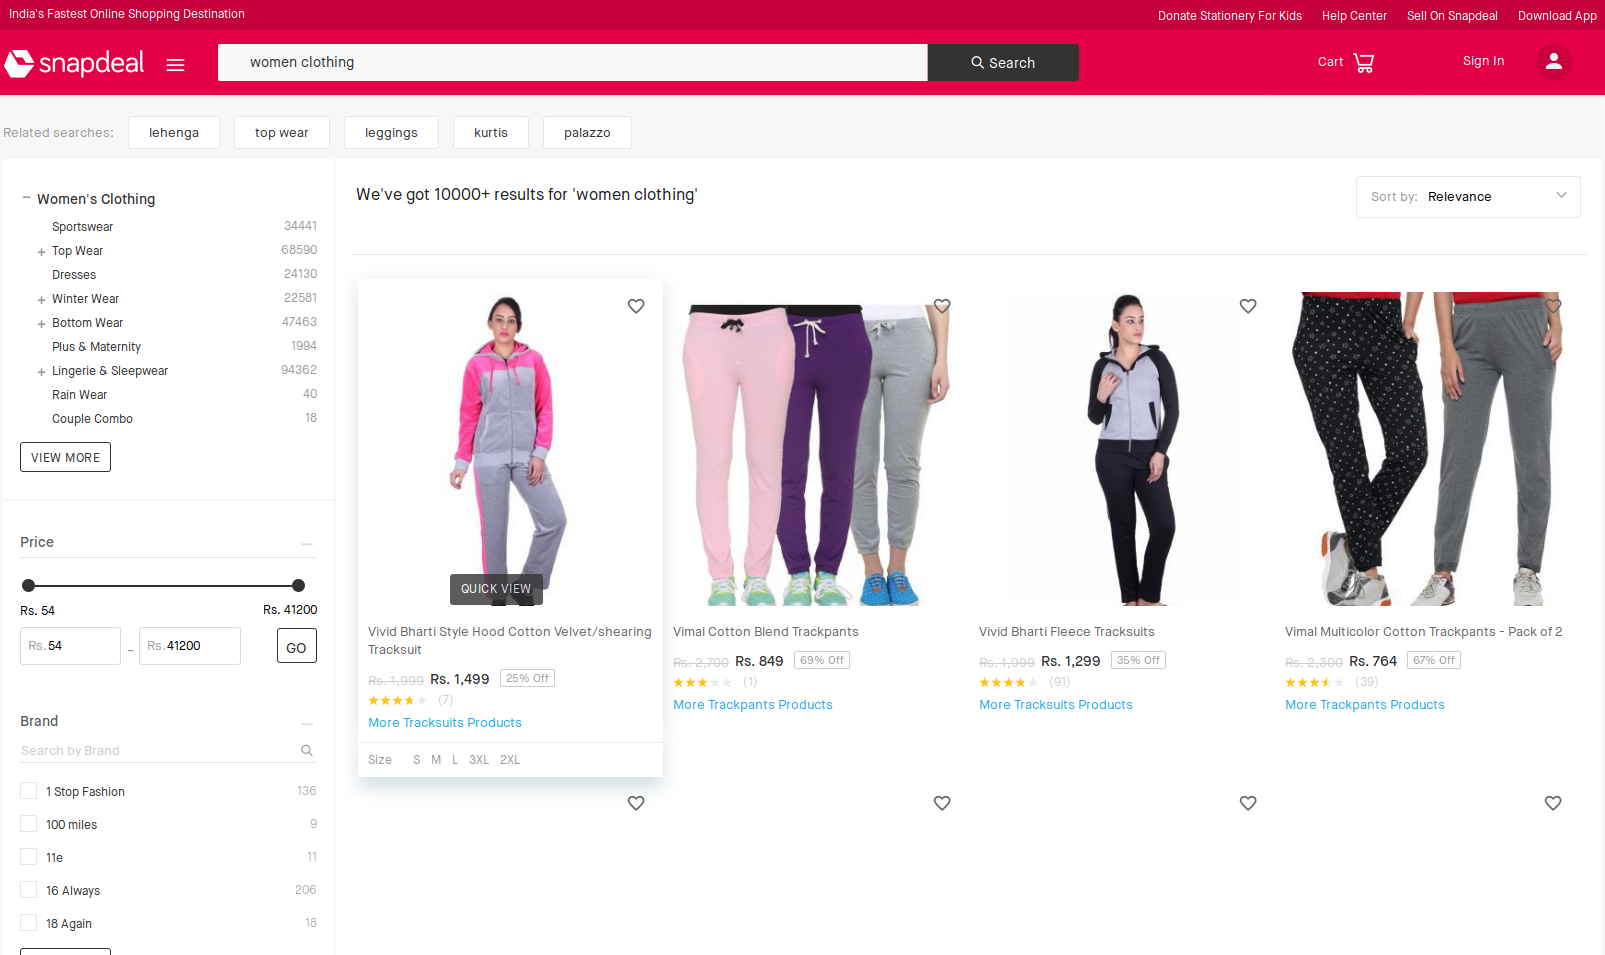 India's Fastest Online Shopping Destination
Donate Stationery For Kids Help Center Sell On Snapdeal Download App
snapdeal
women clothing
Search
Cart
Sign In
Related searches: lehenga top wear leggings kurtis palazzo
– Women's Clothing
Sportswear 34441
+ Top Wear 68590
Dresses 24130
+ Winter Wear 22581
+ Bottom Wear 47463
Plus & Maternity 1994
+ Lingerie & Sleepwear 94362
Rain Wear 40
Couple Combo 18
VIEW MORE
Price
Rs. 54 Rs. 41200
Rs. 54 – Rs. 41200 GO
Brand
Search by Brand
1 Stop Fashion 136
100 miles 9
11e 11
16 Always 206
18 Again 18
We've got 10000+ results for 'women clothing'
Sort by: Relevance
QUICK VIEW
Vivid Bharti Style Hood Cotton Velvet/shearing
Tracksuit
Rs. 1,999 Rs. 1,499 25% Off
(7)
More Tracksuits Products
Size S M L 3XL 2XL
Vimal Cotton Blend Trackpants
Rs. 2,700 Rs. 849 69% Off
(1)
More Trackpants Products
Vivid Bharti Fleece Tracksuits
Rs. 1,999 Rs. 1,299 35% Off
(91)
More Tracksuits Products
Vimal Multicolor Cotton Trackpants - Pack of 2
Rs. 2,300 Rs. 764 67% Off
(39)
More Trackpants Products